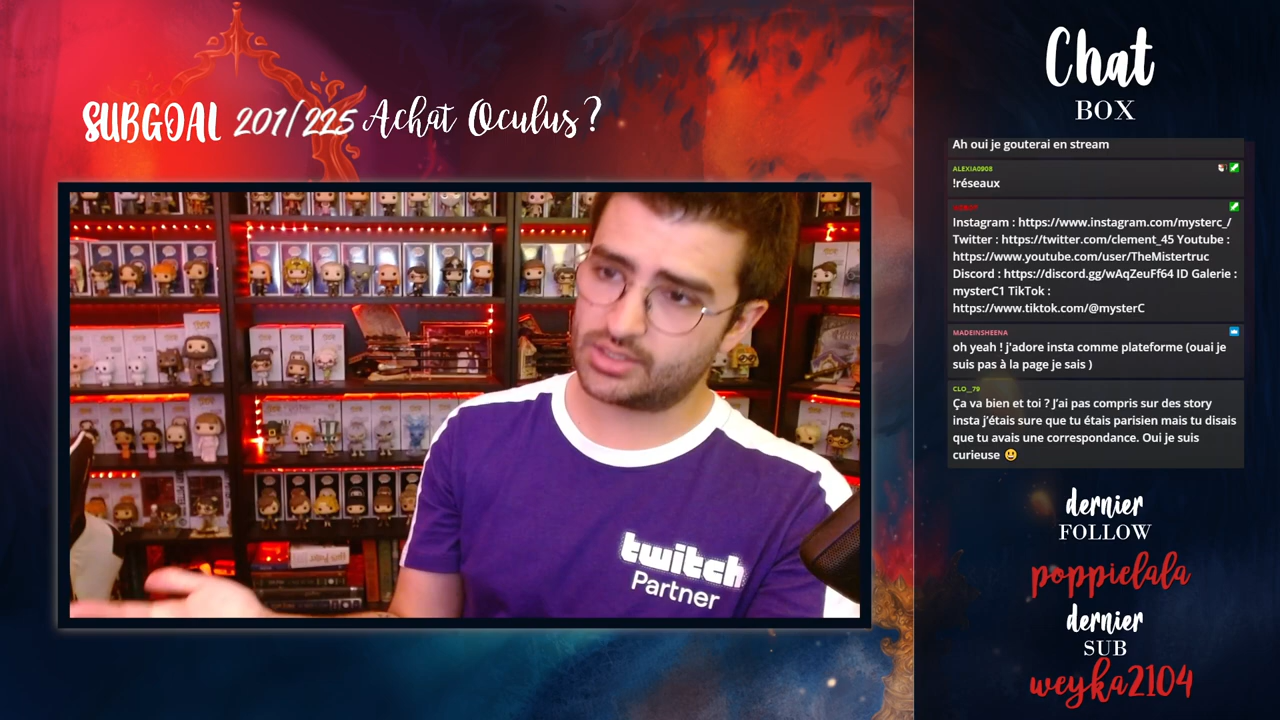 SUBGOAL 201/225 Achat Oculus ?
twitch
Partner
Chat
BOX
Ah oui je gouterai en stream
ALEXIA0908
!réseaux
Instagram : https://www.instagram.com/mysterc_/
Twitter : https://twitter.com/clement_45 Youtube :
https://www.youtube.com/user/TheMistertruc
Discord : https://discord.gg/wAqZeuFf64 ID Galerie :
mysterC1 TikTok :
https://www.tiktok.com/@mysterC
MADEINSHEENA
oh yeah ! j'adore insta comme plateforme (ouai je
suis pas à la page je sais )
CLO_79
Ça va bien et toi ? J'ai pas compris sur des story
insta j'étais sure que tu étais parisien mais tu disais
que tu avais une correspondance. Oui je suis
curieuse 😃
dernier
FOLLOW
poppielala
dernier
SUB
weyka2104